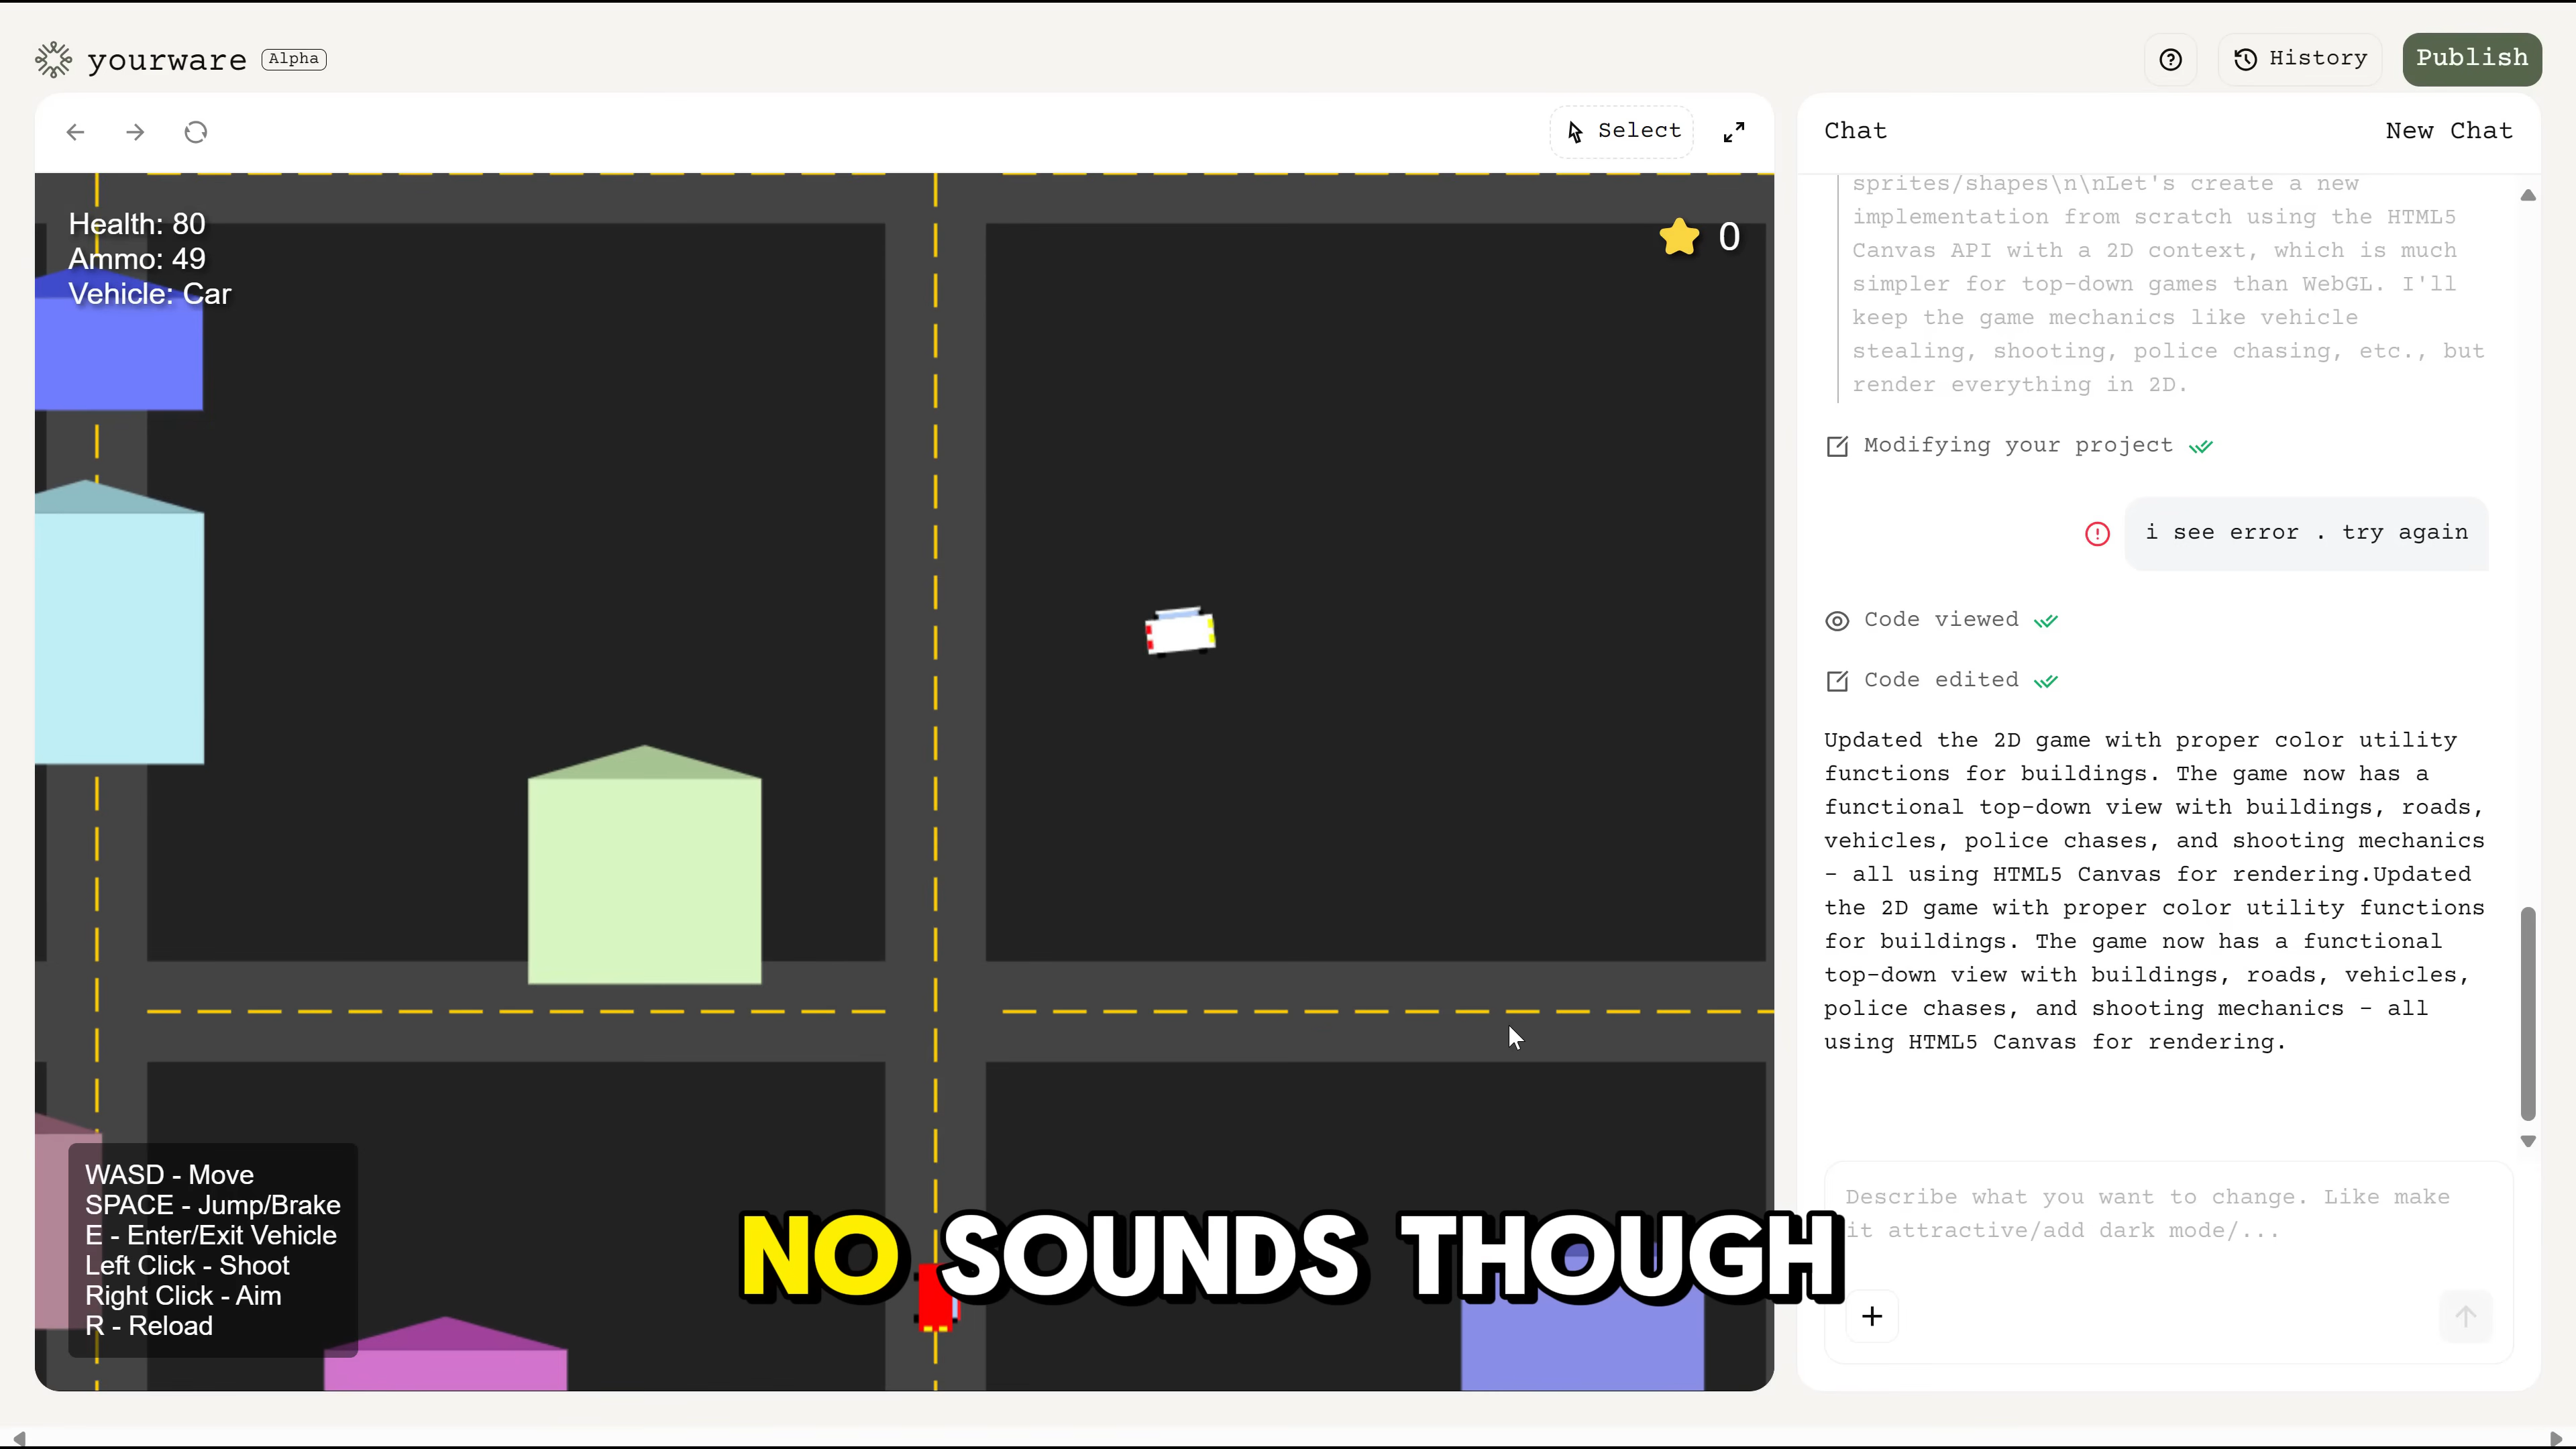 yourware Alpha
History
Publish
Select
Chat
New Chat
Health: 80
Ammo: 49
Vehicle: Car
0
WASD - Move
SPACE - Jump/Brake
E - Enter/Exit Vehicle
Left Click - Shoot
Right Click - Aim
R - Reload
NO SOUNDS THOUGH
sprites/shapes\n\nLet's create a new
implementation from scratch using the HTML5
Canvas API with a 2D context, which is much
simpler for top-down games than WebGL. I'll
keep the game mechanics like vehicle
stealing, shooting, police chasing, etc., but
render everything in 2D.
Modifying your project
i see error . try again
Code viewed
Code edited
Updated the 2D game with proper color utility
functions for buildings. The game now has a
functional top-down view with buildings, roads,
vehicles, police chases, and shooting mechanics
- all using HTML5 Canvas for rendering.Updated
the 2D game with proper color utility functions
for buildings. The game now has a functional
top-down view with buildings, roads, vehicles,
police chases, and shooting mechanics - all
using HTML5 Canvas for rendering.
Describe what you want to change. Like make
it attractive/add dark mode/...